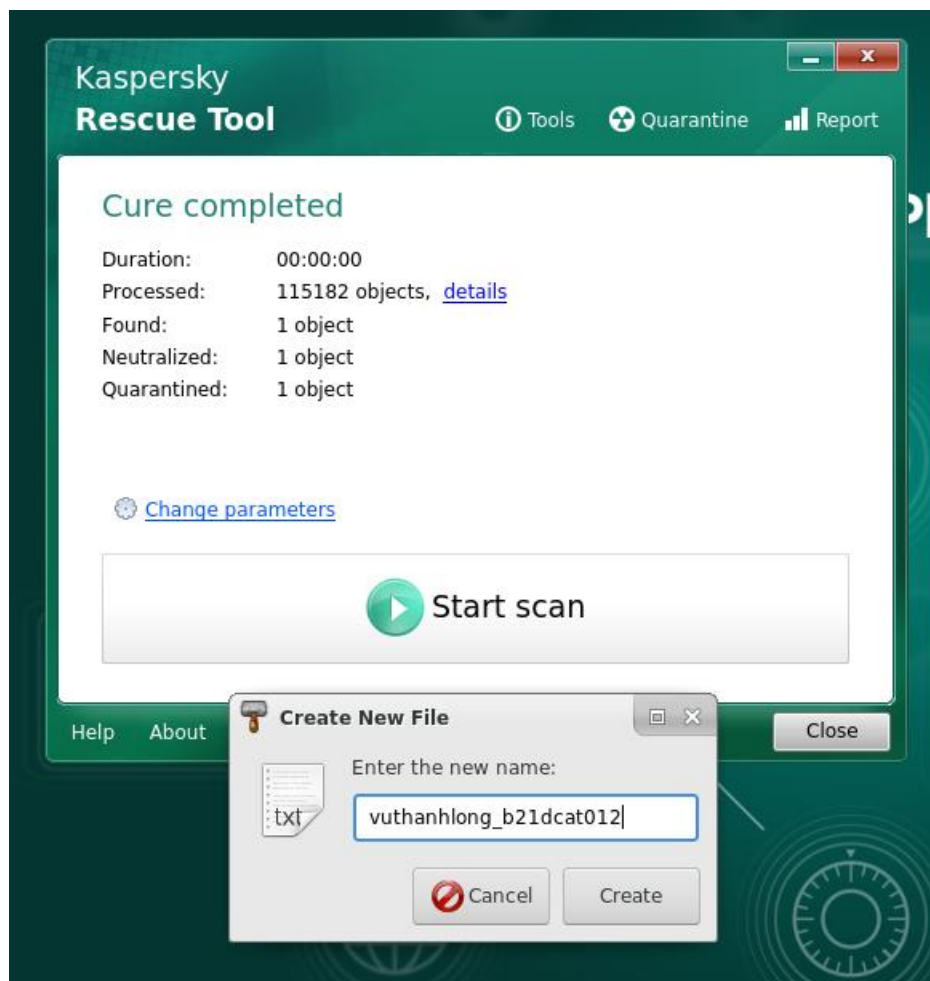 Kaspersky
Rescue Tool
Tools Quarantine Report
Cure completed
Duration: 00:00:00
Processed: 115182 objects, details
Found: 1 object
Neutralized: 1 object
Quarantined: 1 object
Change parameters
Start scan
Help About
Close
Create New File
Enter the new name:
txt
vuthanhlong_b21dcat012
Cancel Create